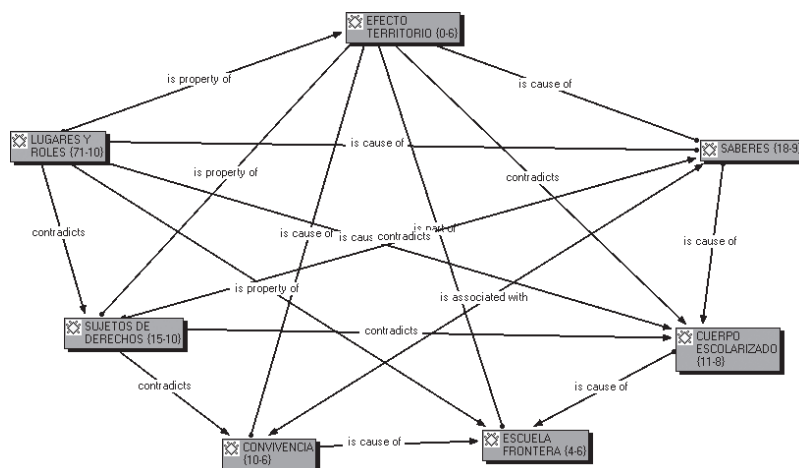 EFECTO
TERRITORIO {0-6}
is property of
is cause of
LUGARES Y
ROLES {71-10}
is cause of
SABERES {18-9}
is property of
contradicts
contradicts
is cause of
is part of
contradicts
is cause of
is cause of
is property of
is associated with
SUJETOS DE
DERECHOS {15-10}
contradicts
CUERPO
ESCOLARIZADO
{11-8}
contradicts
is cause of
CONVIVENCIA
{10-6}
is cause of
ESCUELA
FRONTERA {4-6}